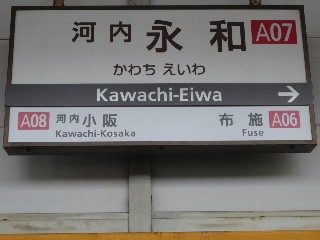 河内永和 A07
かわち えいわ
Kawachi-Eiwa →
A08 河内小阪 布施 A06
Kawachi-Kosaka Fuse